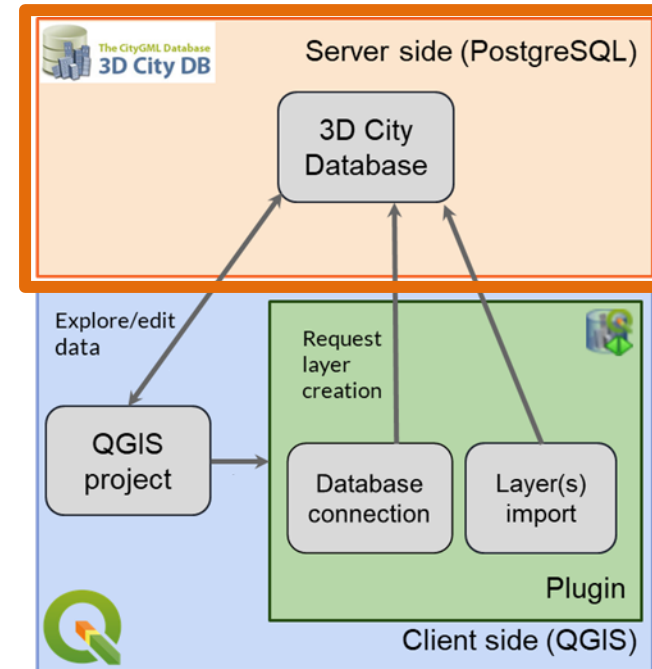 The CityGML Database
3D City DB
Server side (PostgreSQL)
3D City
Database
Explore/edit
data
Request
layer
creation
QGIS
project
Database
connection
Layer(s)
import
Plugin
Client side (QGIS)